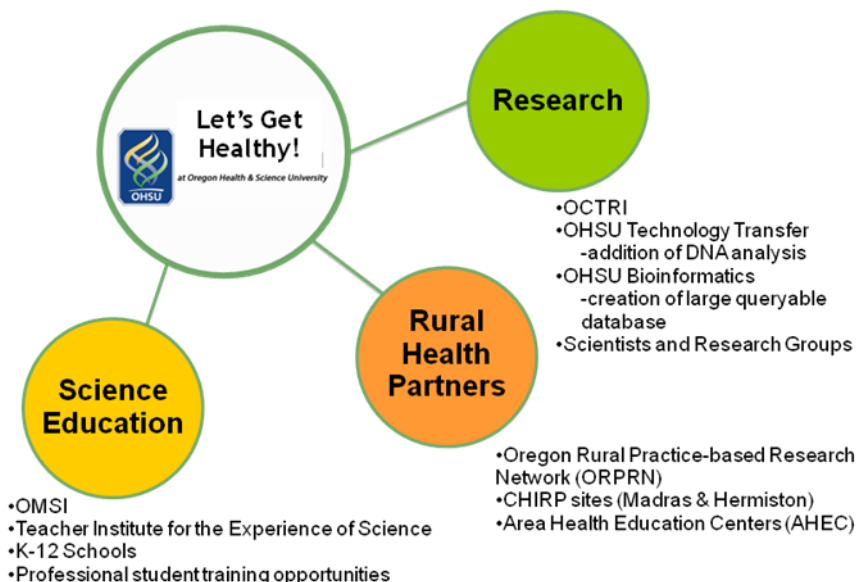 Let's Get
Healthy!
at Oregon Health & Science University
OHSU
Research
•OCTRI
•OHSU Technology Transfer
-addition of DNA analysis
•OHSU Bioinformatics
-creation of large queryable
database
•Scientists and Research Groups
Rural
Health
Partners
•Oregon Rural Practice-based Research
Network (ORPRN)
•CHIRP sites (Madras & Hermiston)
•Area Health Education Centers (AHEC)
Science
Education
•OMSI
•Teacher Institute for the Experience of Science
•K-12 Schools
•Professional student training opportunities